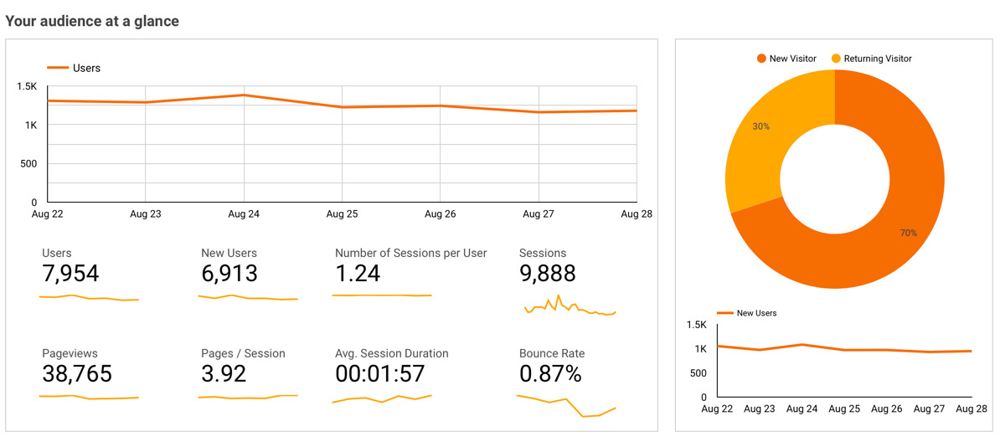 Your audience at a glance
Users
1.5K
1K
500
0
Aug 22 Aug 23 Aug 24 Aug 25 Aug 26 Aug 27 Aug 28
Users New Users Number of Sessions per User Sessions
7,954 6,913 1.24 9,888
Pageviews Pages / Session Avg. Session Duration Bounce Rate
38,765 3.92 00:01:57 0.87%
New Visitor Returning Visitor
30%
70%
New Users
1.5K
1K
500
0
Aug 22 Aug 23 Aug 24 Aug 25 Aug 26 Aug 27 Aug 28